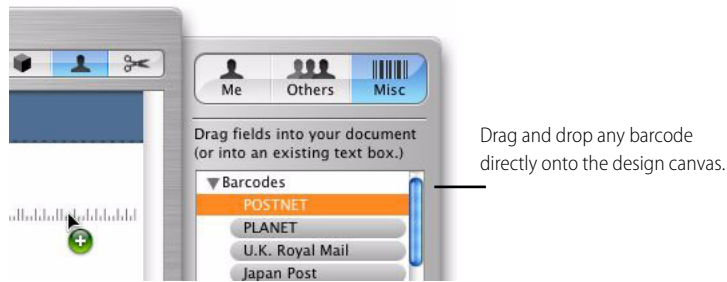 Me Others Misc
Drag fields into your document
(or into an existing text box.)
Barcodes
POSTNET
PLANET
U.K. Royal Mail
Japan Post
Drag and drop any barcode
directly onto the design canvas.